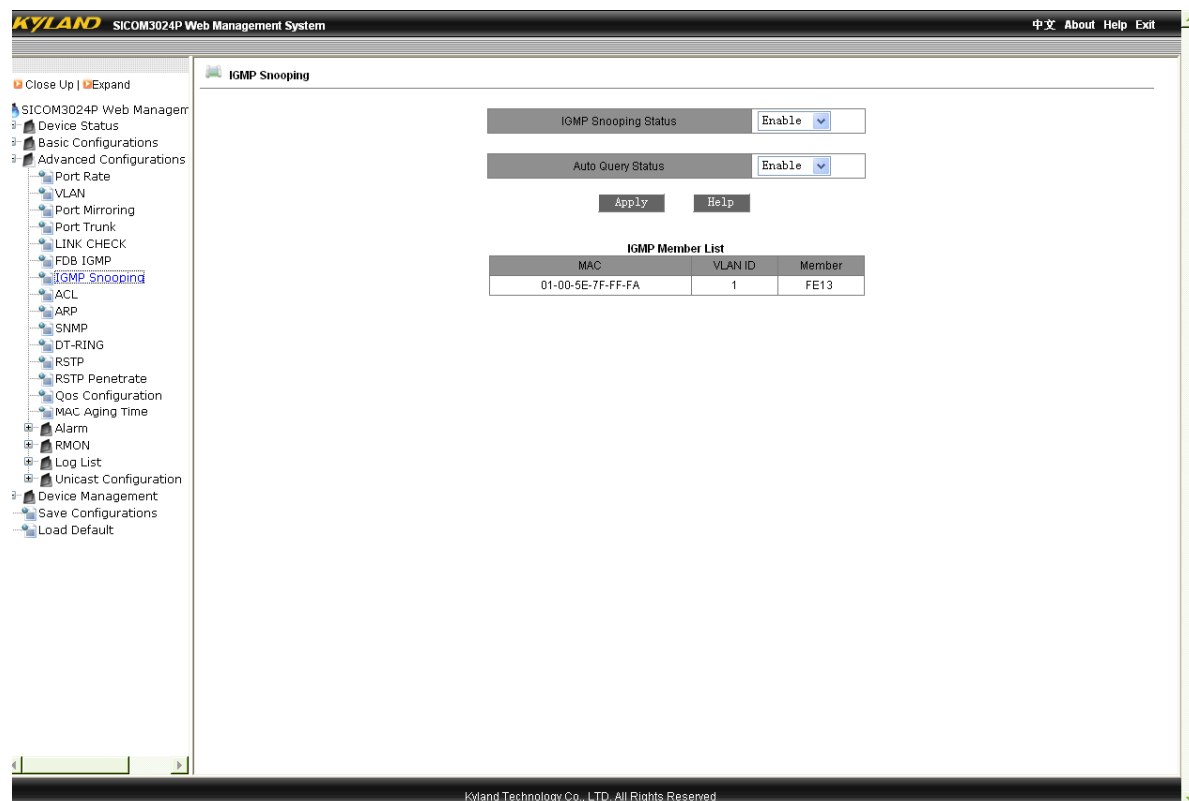 KYLAND SICOM3024P Web Management System 中文 About Help Exit
Close Up | Expand
SICOM3024P Web Managem
Device Status
Basic Configurations
Advanced Configurations
Port Rate
VLAN
Port Mirroring
Port Trunk
LINK CHECK
FDB IGMP
IGMP Snooping
ACL
ARP
SNMP
DT-RING
RSTP
RSTP Penetrate
Qos Configuration
MAC Aging Time
Alarm
RMON
Log List
Unicast Configuration
Device Management
Save Configurations
Load Default
IGMP Snooping
IGMP Snooping Status Enable
Auto Query Status Enable
Apply Help
IGMP Member List
MAC VLAN ID Member
01-00-5E-7F-FF-FA 1 FE13
Kyland Technology Co., LTD. All Rights Reserved